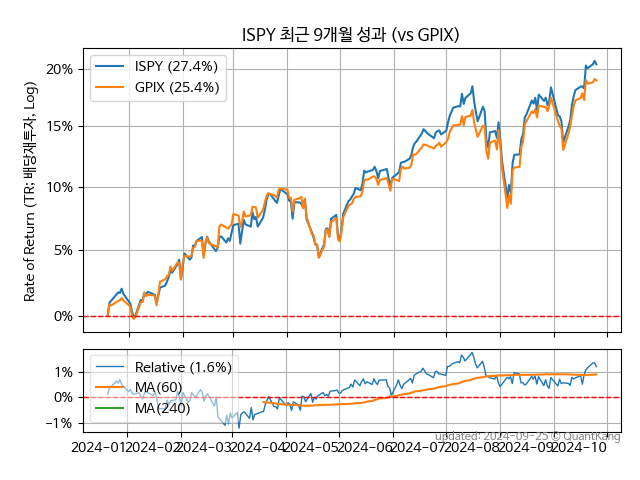 ISPY 최근 9개월 성과 (vs GPIX)
Rate of Return (TR: 배당재투자, Log)
20%
15%
10%
5%
0%
ISPY (27.4%)
GPIX (25.4%)
1%
0%
−1%
Relative (1.6%)
MA(60)
MA(240)
updated: 2024-09-25 © QuantKang
2024-01
2024-02
2024-03
2024-04
2024-05
2024-06
2024-07
2024-08
2024-09
2024-10